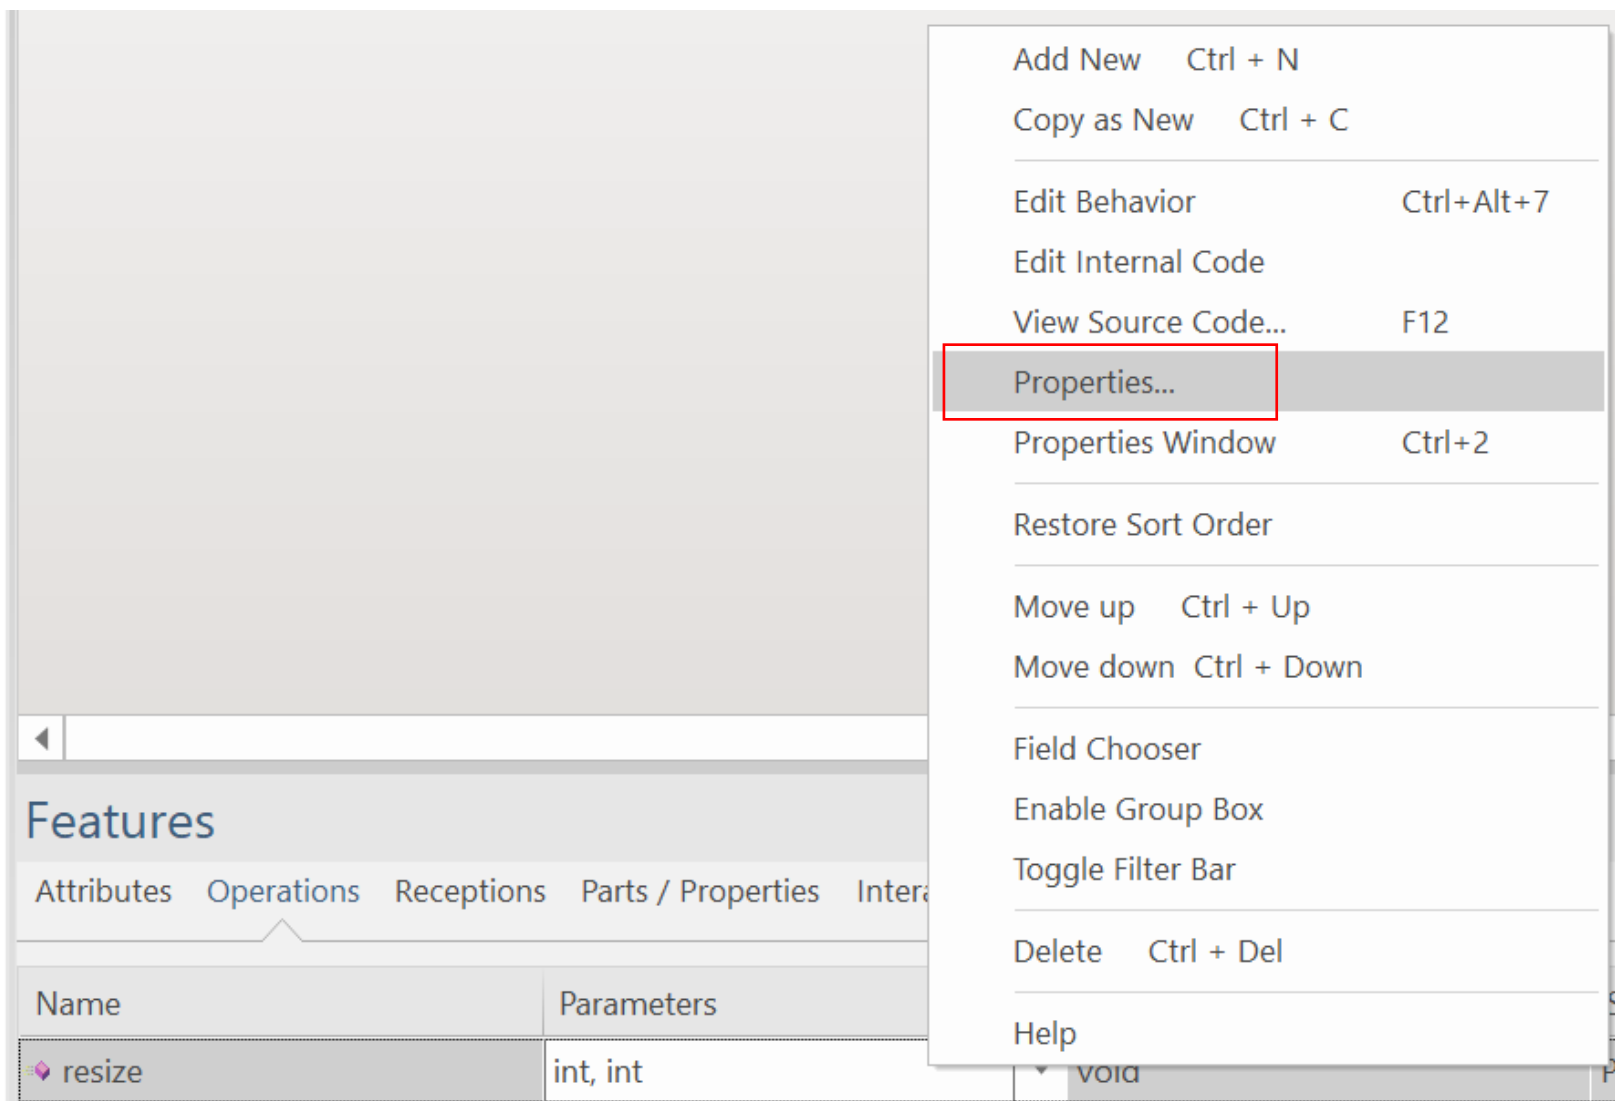 Add New Ctrl + N
Copy as New Ctrl + C
Edit Behavior Ctrl+Alt+7
Edit Internal Code
View Source Code... F12
Properties...
Properties Window Ctrl+2
Restore Sort Order
Move up Ctrl + Up
Move down Ctrl + Down
Field Chooser
Enable Group Box
Toggle Filter Bar
Delete Ctrl + Del
Help
Features
Attributes Operations Receptions Parts / Properties
Name Parameters
resize int, int void